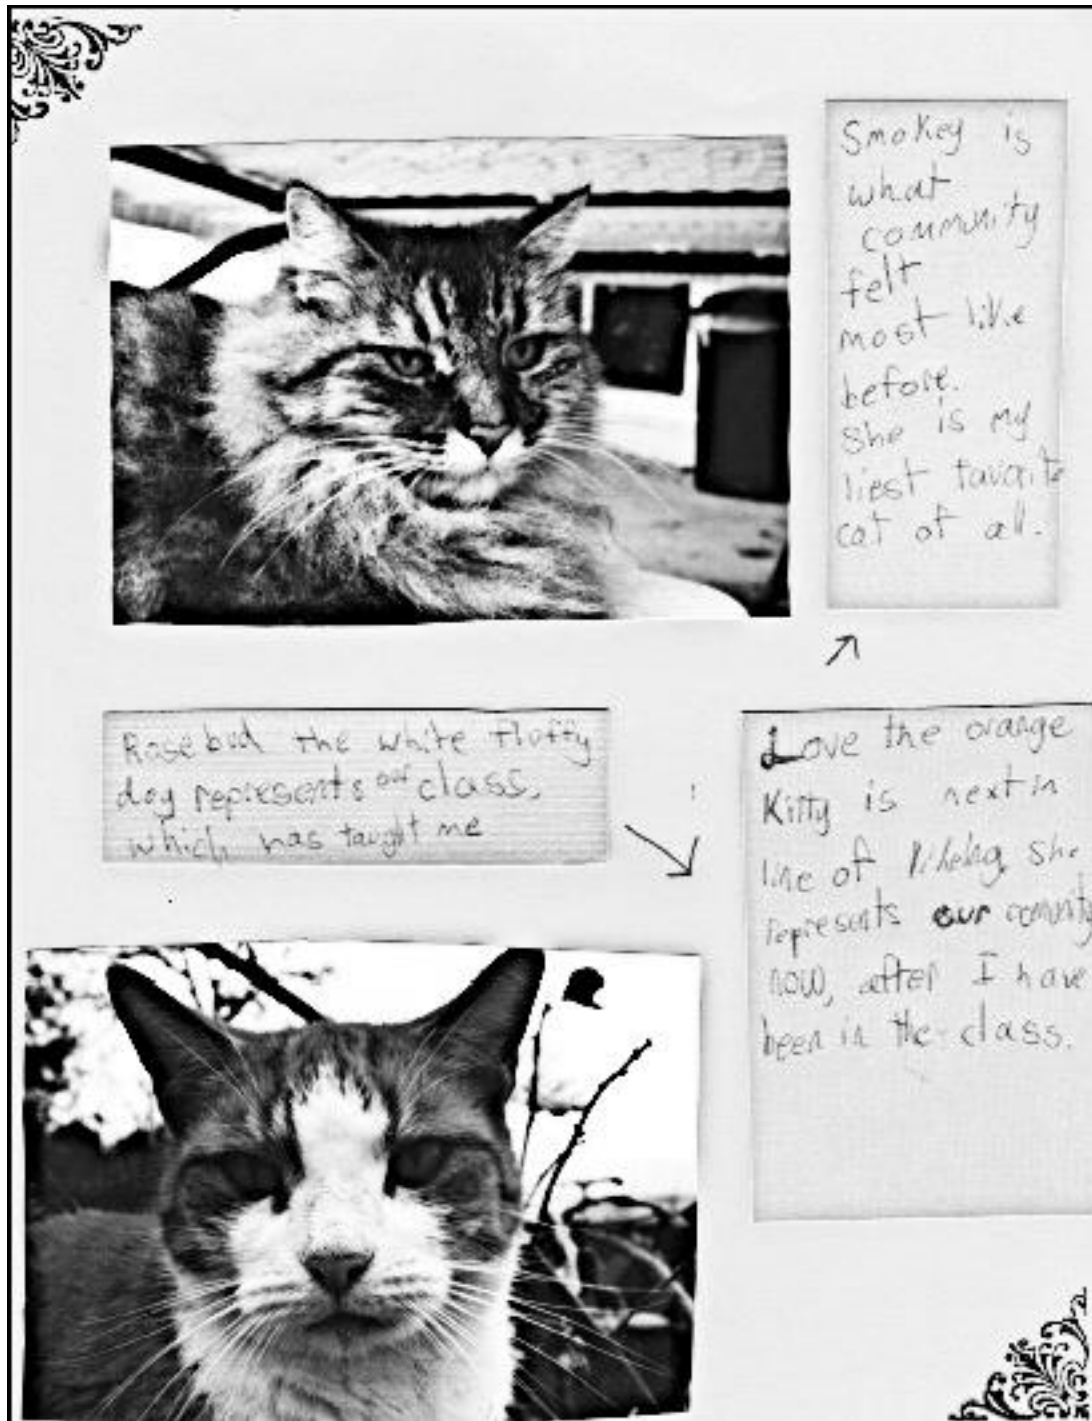 Smokey is
what
community
felt
most like
before.
She is my
liest favorite
cat of all.
Rosebud the white fluffy
dog represents our class,
which has taught me
Love the orange
Kitty is next in
line of likeing, she
represents our comunity
now, after I have
been in the class.